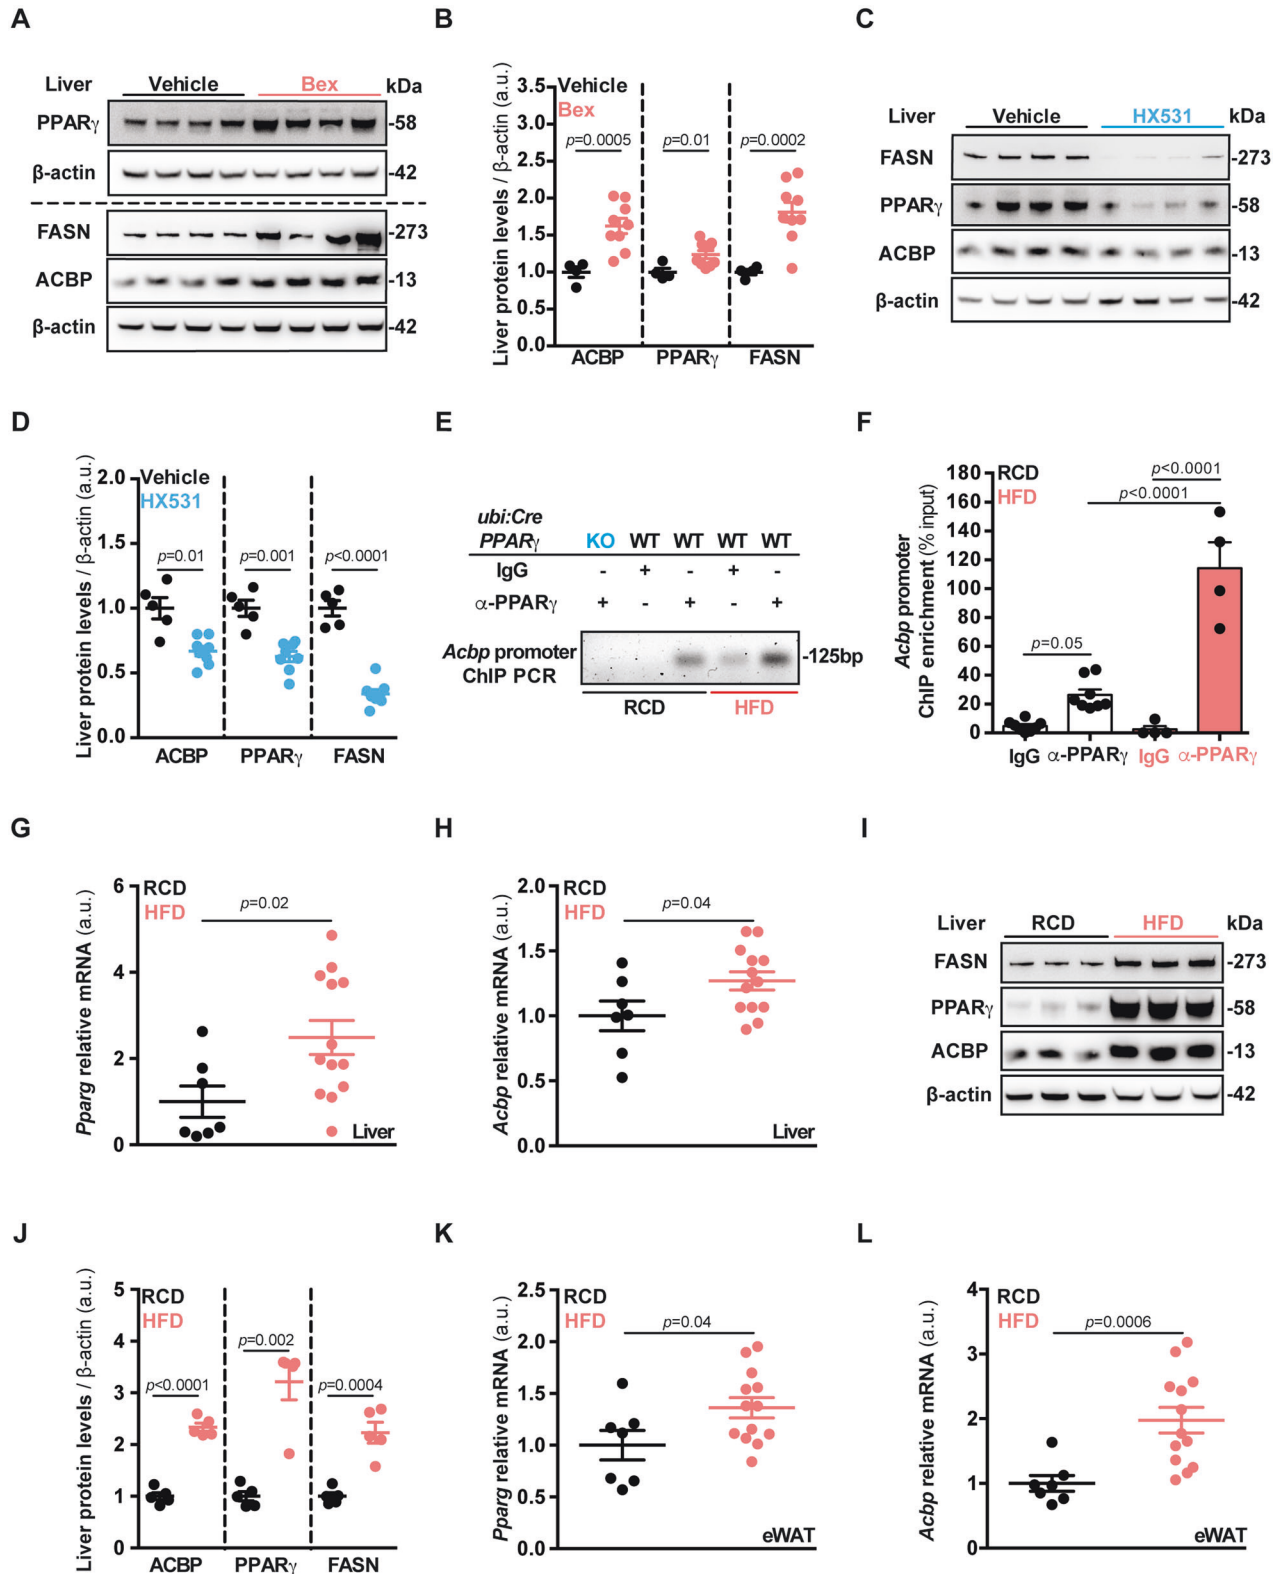 A
Liver Vehicle Bex kDa
PPARγ -58
β-actin -42
FASN -273
ACBP -13
β-actin -42
B
Liver protein levels / β-actin (a.u.)
Vehicle
Bex
3.5
3.0
2.5
2.0
1.5
1.0
0.5
0.0
p=0.0005 p=0.01 p=0.0002
ACBP PPARγ FASN
C
Liver Vehicle HX531 kDa
FASN -273
PPARγ -58
ACBP -13
β-actin -42
D
Liver protein levels / β-actin (a.u.)
Vehicle
HX531
2.0
1.5
1.0
0.5
0.0
p=0.01 p=0.001 p<0.0001
ACBP PPARγ FASN
E
ubi:Cre
PPARγ KO WT WT WT WT
IgG - + - + -
α-PPARγ + - + - +
Acbp promoter
ChIP PCR
-125bp
RCD HFD
F
Acbp promoter
ChIP enrichment (% input)
RCD
HFD
180
160
140
120
100
80
60
40
20
0
p<0.0001
p<0.0001
p=0.05
IgG α-PPARγ IgG α-PPARγ
G
Pparg relative mRNA (a.u.)
RCD
HFD
6
4
2
0
p=0.02
Liver
H
Acbp relative mRNA (a.u.)
RCD
HFD
2.0
1.5
1.0
0.5
0.0
p=0.04
Liver
I
Liver RCD HFD kDa
FASN -273
PPARγ -58
ACBP -13
β-actin -42
J
Liver protein levels / β-actin (a.u.)
RCD
HFD
5
4
3
2
1
0
p<0.0001 p=0.002 p=0.0004
ACBP PPARγ FASN
K
Pparg relative mRNA (a.u.)
RCD
HFD
2.5
2.0
1.5
1.0
0.5
0.0
p=0.04
eWAT
L
Acbp relative mRNA (a.u.)
RCD
HFD
4
3
2
1
0
p=0.0006
eWAT